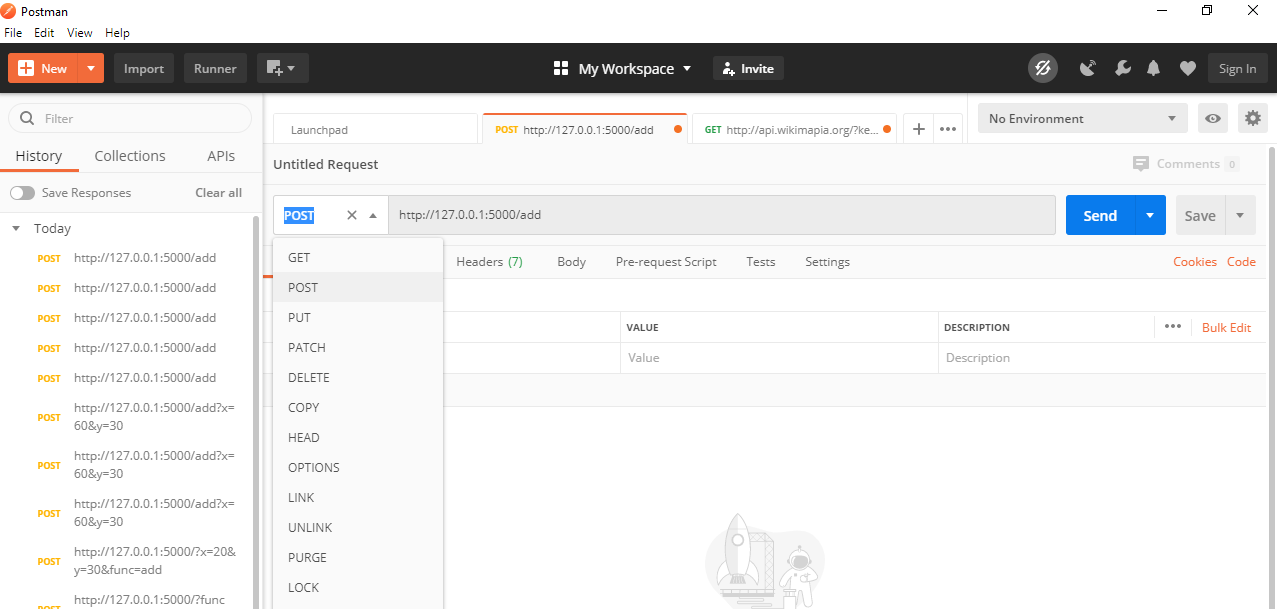 Postman
File Edit View Help
New Import Runner My Workspace Invite Sign In
Filter
History Collections APIs
Save Responses Clear all
Today
POST http://127.0.0.1:5000/add
POST http://127.0.0.1:5000/add
POST http://127.0.0.1:5000/add
POST http://127.0.0.1:5000/add
POST http://127.0.0.1:5000/add
POST http://127.0.0.1:5000/add?x=
60&y=30
POST http://127.0.0.1:5000/add?x=
60&y=30
POST http://127.0.0.1:5000/add?x=
60&y=30
POST http://127.0.0.1:5000/?x=20&
y=30&func=add
POST http://127.0.0.1:5000/?func
Launchpad POST http://127.0.0.1:5000/add GET http://api.wikimapia.org/?ke... No Environment
Untitled Request Comments 0
POST http://127.0.0.1:5000/add Send Save
Headers (7) Body Pre-request Script Tests Settings Cookies Code
VALUE DESCRIPTION Bulk Edit
Value Description
GET
POST
PUT
PATCH
DELETE
COPY
HEAD
OPTIONS
LINK
UNLINK
PURGE
LOCK